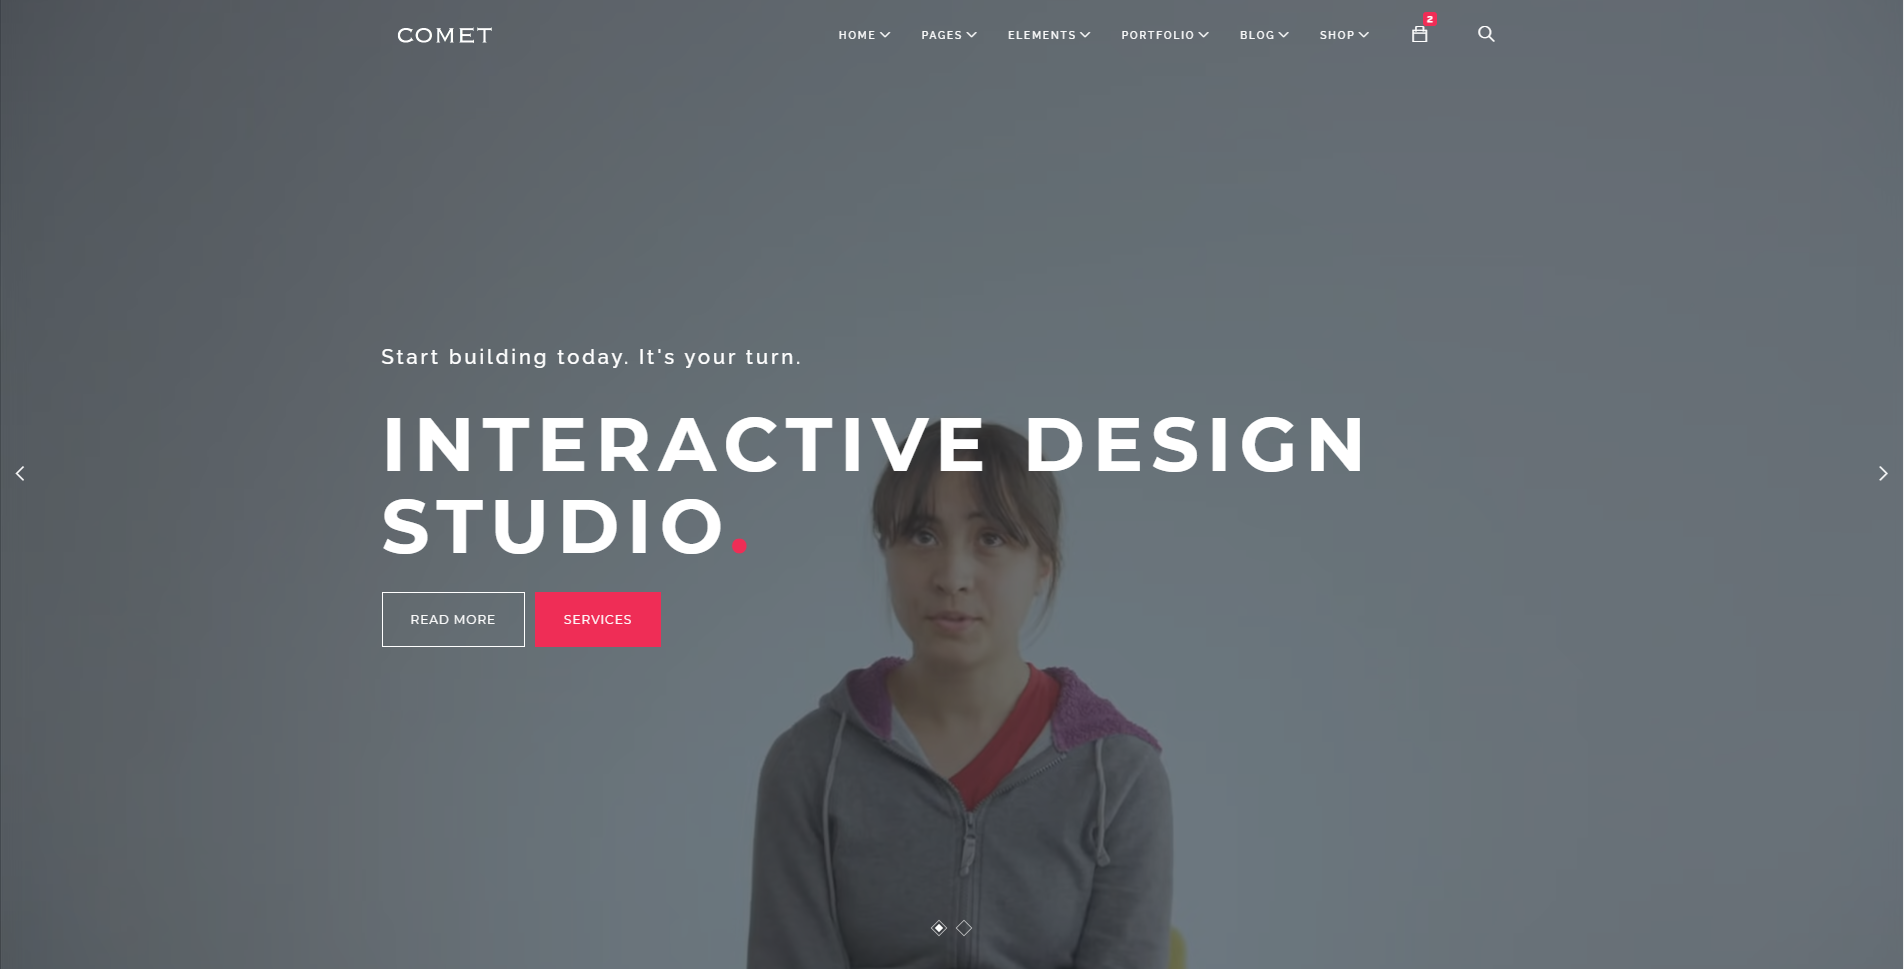 COMET
HOME PAGES ELEMENTS PORTFOLIO BLOG SHOP 2
Start building today. It's your turn.
INTERACTIVE DESIGN
STUDIO.
READ MORE SERVICES